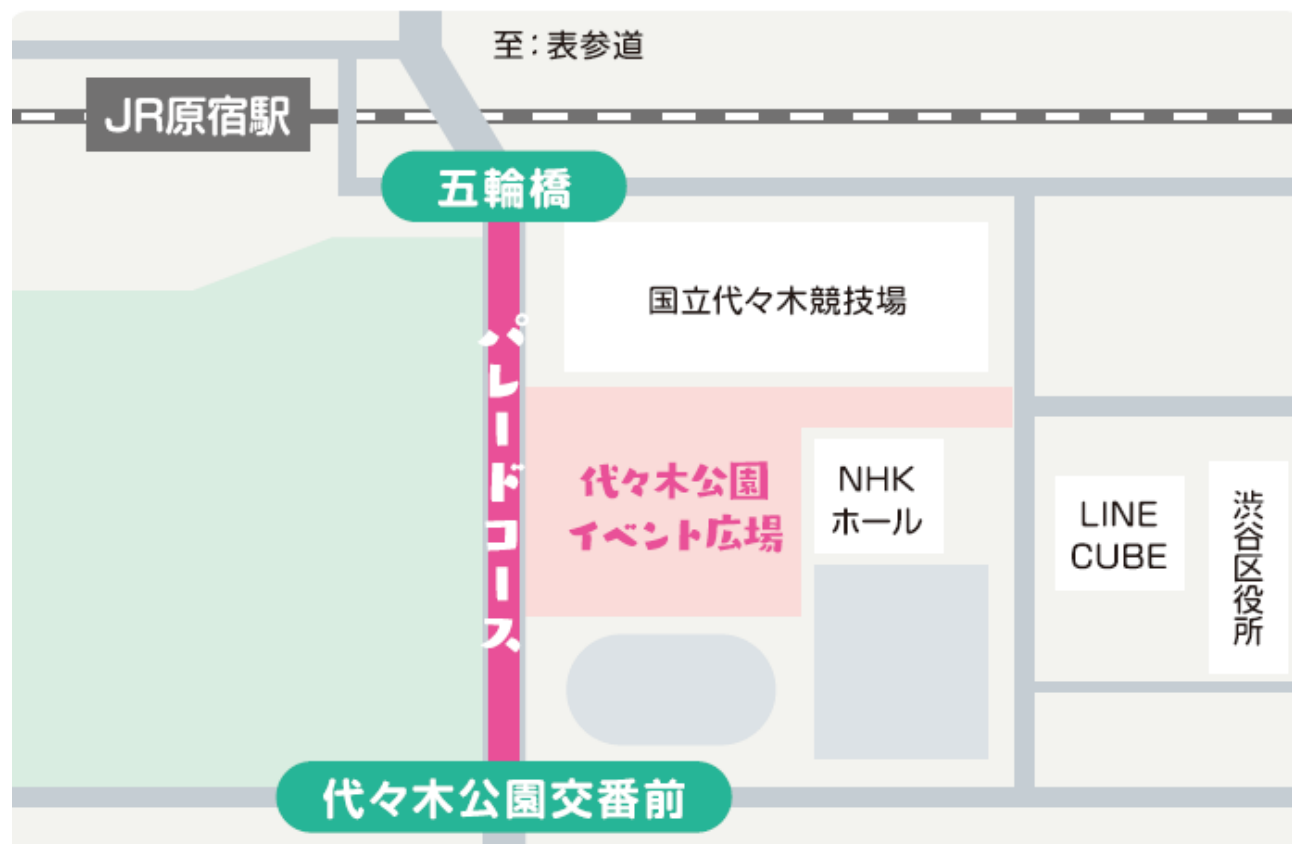 至：表参道
JR原宿駅
五輪橋
国立代々木競技場
パレードコース
代々木公園
イベント広場
NHK
ホール
LINE
CUBE
渋谷区役所
代々木公園交番前